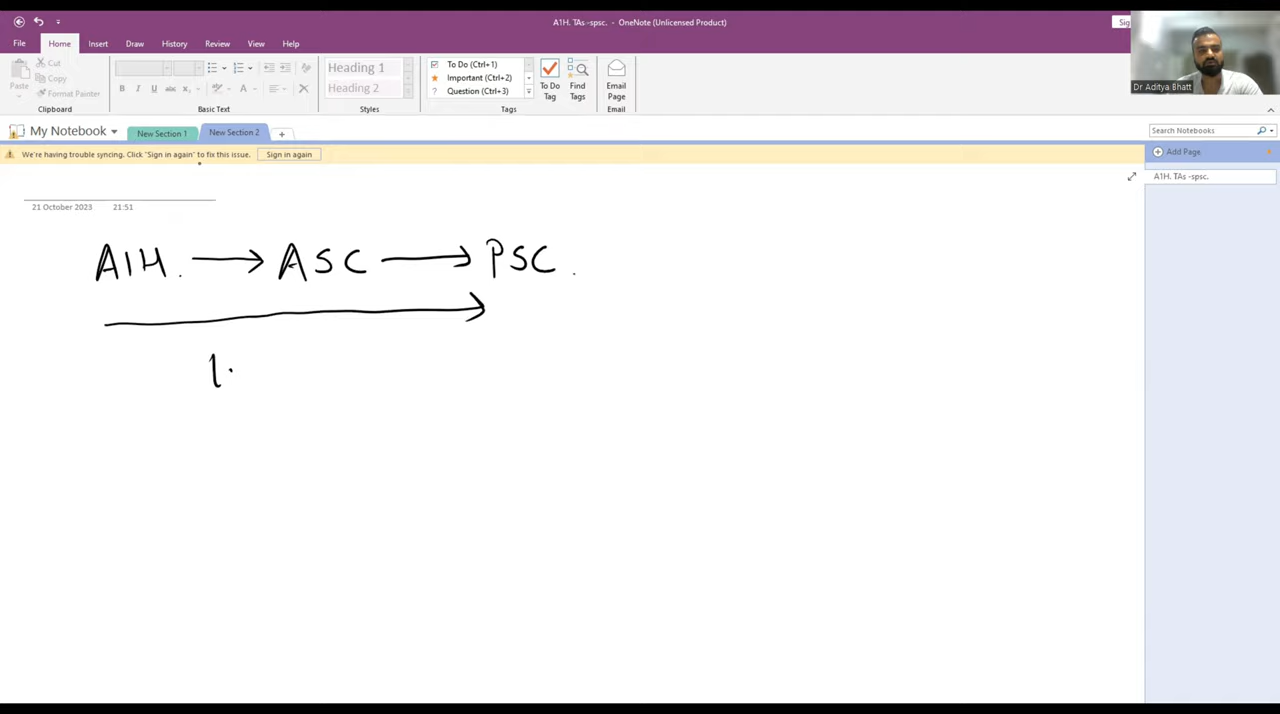 A1H. TAs -spsc. - OneNote (Unlicensed Product)
File Home Insert Draw History Review View Help
Dr Aditya Bhatt
Paste
Cut
Copy
Format Painter
Clipboard
B I U abc X₂ A
Basic Text
Heading 1
Heading 2
Styles
To Do (Ctrl+1)
Important (Ctrl+2)
Question (Ctrl+3)
Tags
To Do
Tag
Find
Tags
Email
Page
Email
My Notebook New Section 1 New Section 2
Search Notebooks
We're having trouble syncing. Click "Sign in again" to fix this issue. Sign in again
Add Page
A1H. TAs -spsc.
21 October 2023 21:51
A1H. → ASC → PSC.